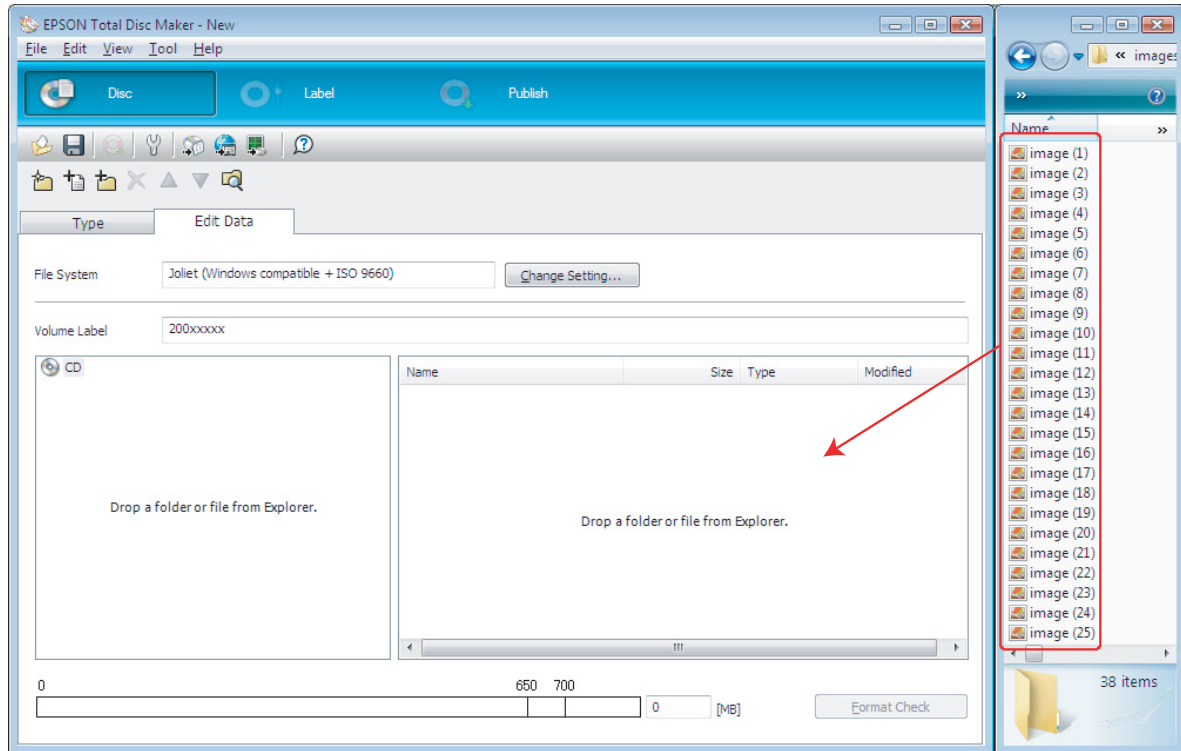 EPSON Total Disc Maker - New
File Edit View Tool Help
Disc Label Publish
Type Edit Data
File System Joliet (Windows compatible + ISO 9660) Change Setting...
Volume Label 200xxxxx
CD
Name Size Type Modified
Drop a folder or file from Explorer.
Drop a folder or file from Explorer.
0 650 700
0 [MB] Format Check
« images
»
Name »
image (1)
image (2)
image (3)
image (4)
image (5)
image (6)
image (7)
image (8)
image (9)
image (10)
image (11)
image (12)
image (13)
image (14)
image (15)
image (16)
image (17)
image (18)
image (19)
image (20)
image (21)
image (22)
image (23)
image (24)
image (25)
38 items